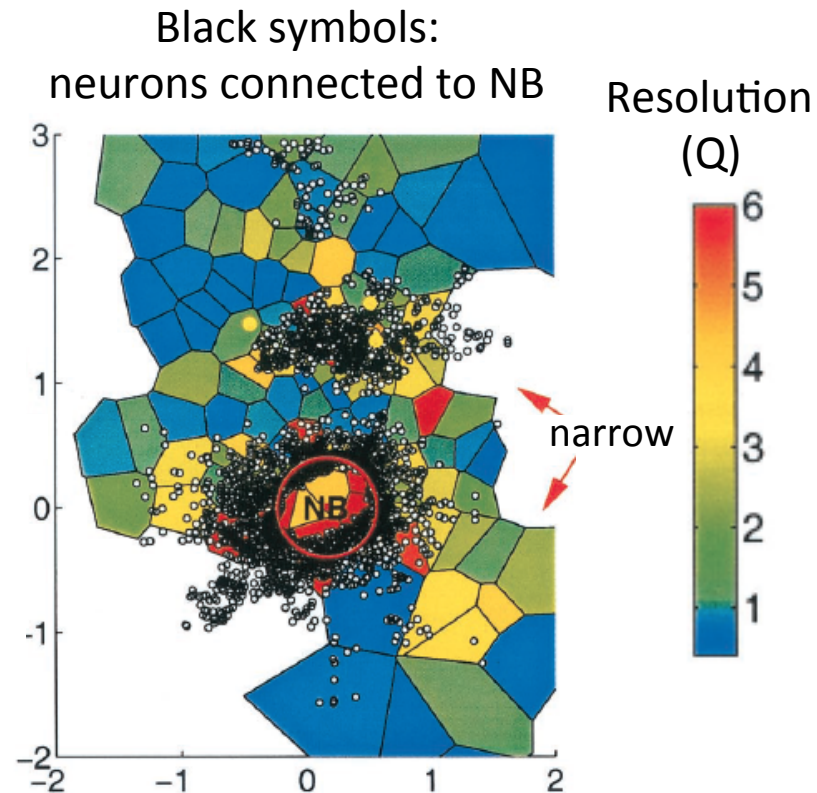 Black symbols:
neurons connected to NB
Resolution
(Q)
3
2
1
0
-1
-2
-2
-1
0
1
2
NB
narrow
6
5
4
3
2
1